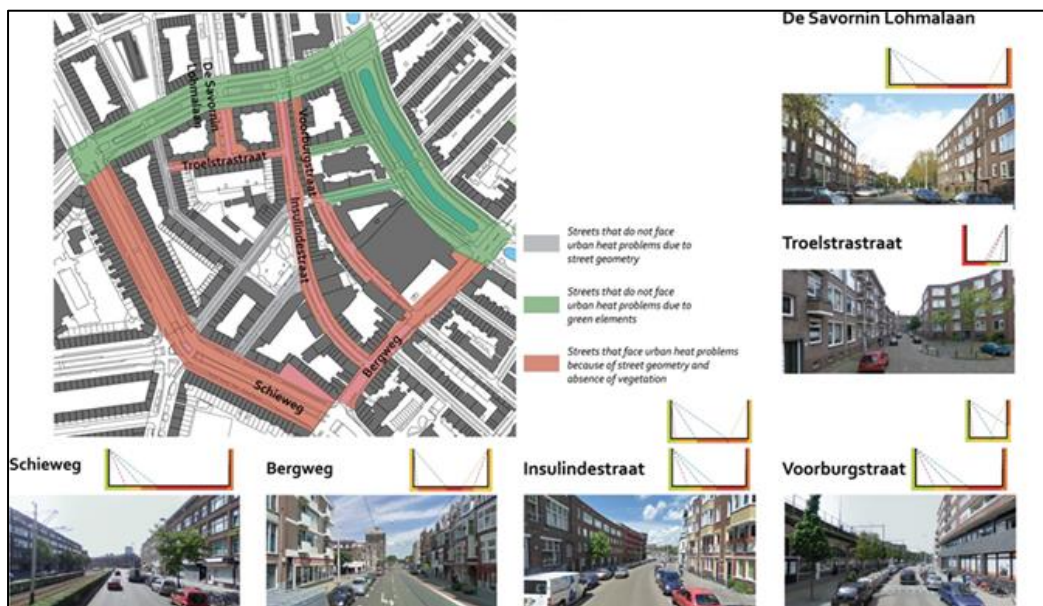 De Savornin Lohmalaan
De Savornin
Lohmalaan
Voorburgstraat
Troelstrastraat
Insulindestraat
Bergweg
Schieweg
Streets that do not face
urban heat problems due to
street geometry
Streets that do not face
urban heat problems due to
green elements
Streets that face urban heat problems
because of street geometry and
absence of vegetation
Troelstrastraat
Schieweg
Bergweg
Insulindestraat
Voorburgstraat